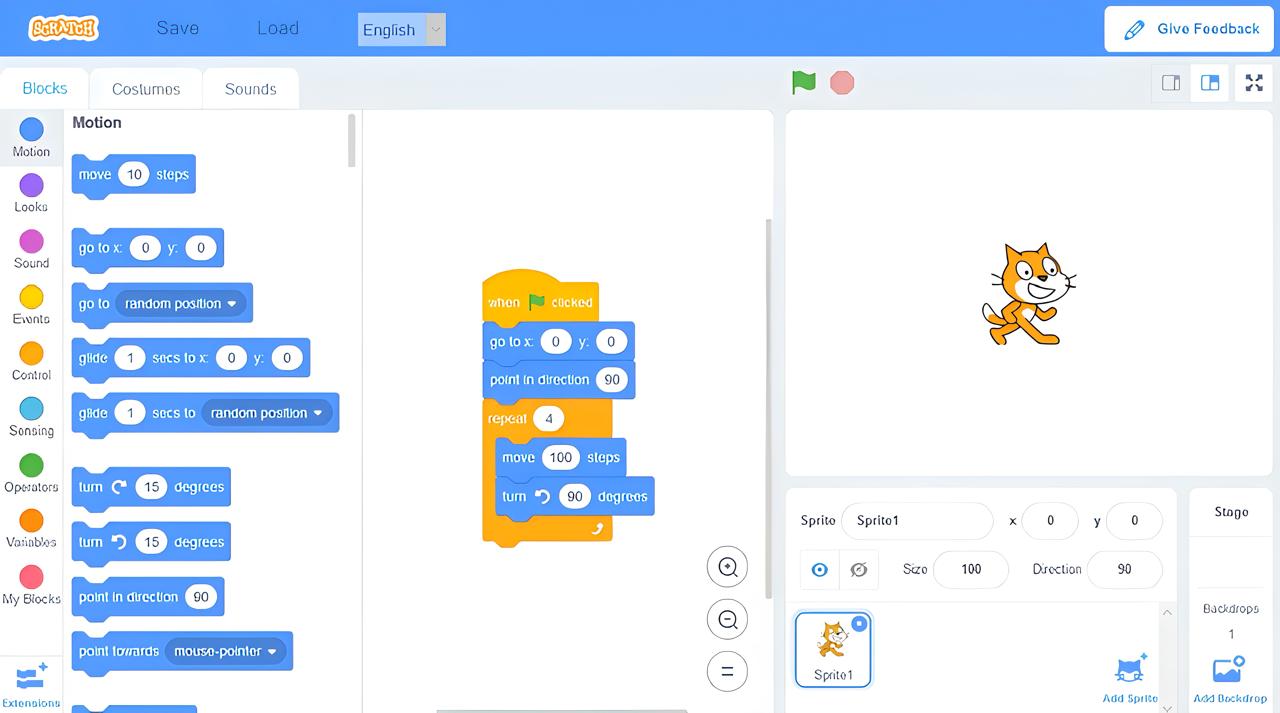 SCRATCH Save Load English Give Feedback
Blocks Costumes Sounds
Motion
Looks
Sound
Events
Control
Sensing
Operators
Variables
My Blocks
Extensions
Motion
move 10 steps
go to x: 0 y: 0
go to random position
glide 1 secs to x: 0 y: 0
glide 1 secs to random position
turn 15 degrees
turn 15 degrees
point in direction 90
point towards mouse-pointer
when clicked
go to x: 0 y: 0
point in direction 90
repeat 4
move 100 steps
turn 90 degrees
Sprite Sprite1 x 0 y 0
Size 100 Direction 90
Sprite1
Add Sprite
Stage
Backdrops
1
Add Backdrop